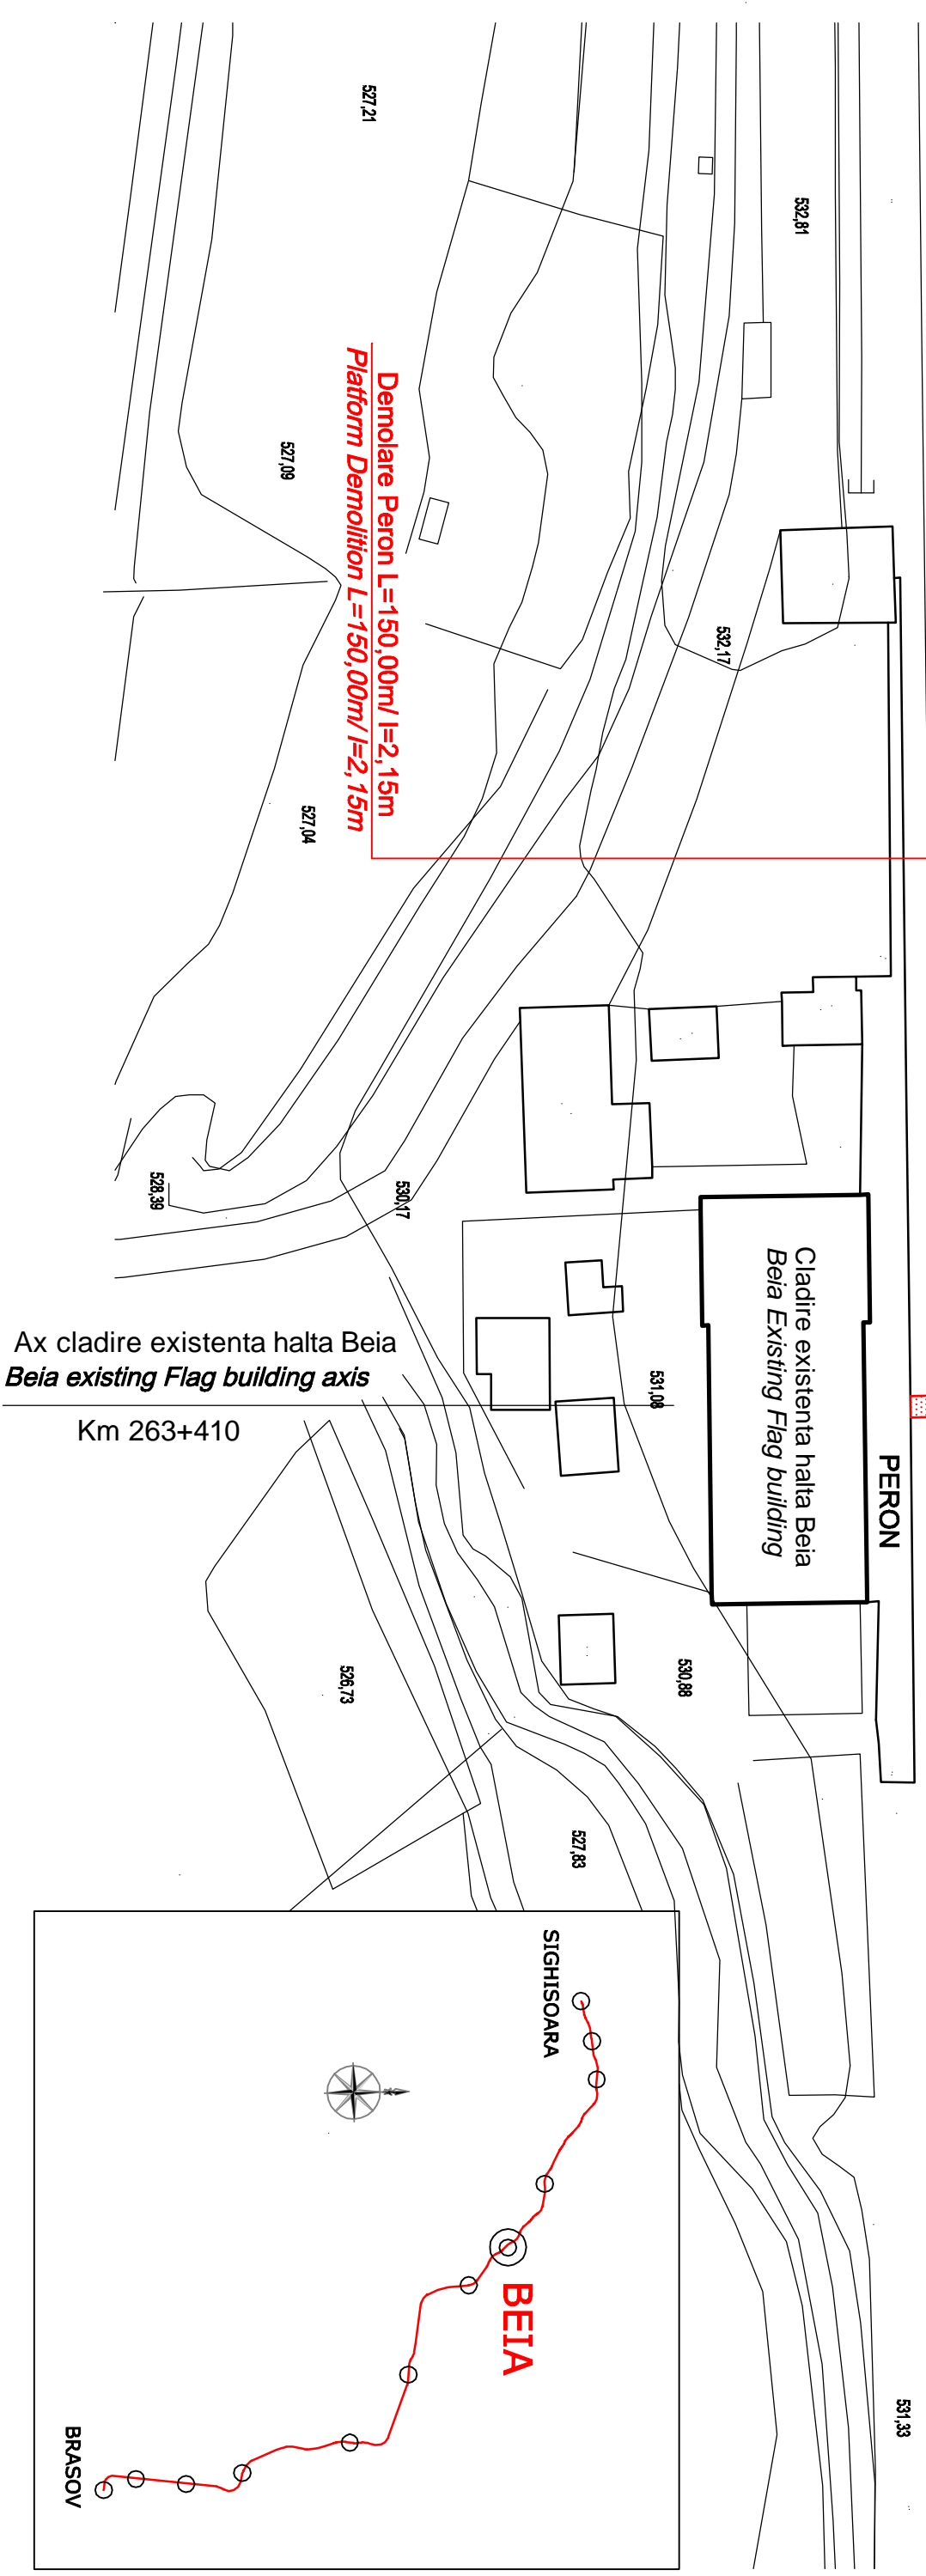 527,21
532,81
Demolare Peron L=150,00m/ l=2,15m
Platform Demolition L=150,00m/ l=2,15m
527,09
532,17
527,04
528,39
530,17
Cladire existenta halta Beia
Beia Existing Flag building
Ax cladire existenta halta Beia
Beia existing Flag building axis
Km 263+410
531,08
PERON
526,73
530,88
527,83
SIGHISOARA
BEIA
BRASOV
531,33